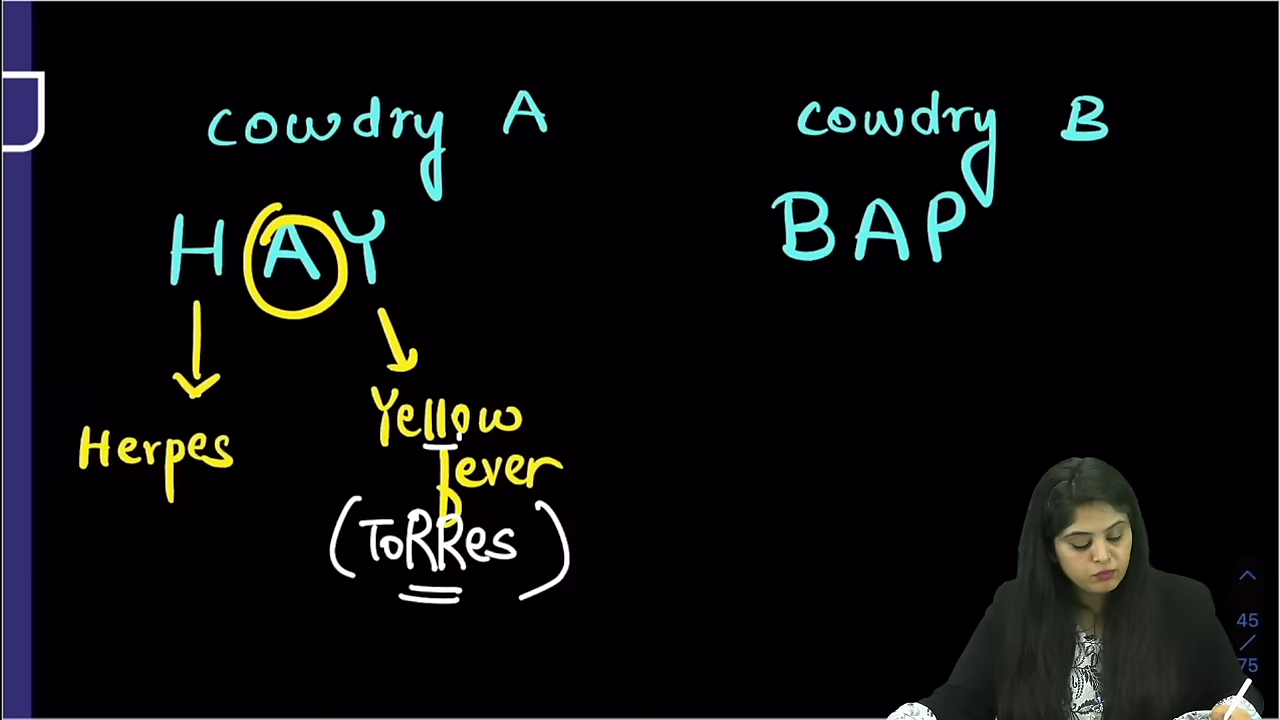 cowdry A
cowdry B
HAY
BAP
Herpes
Yellow
fever
(ToRRes)
45
/
75